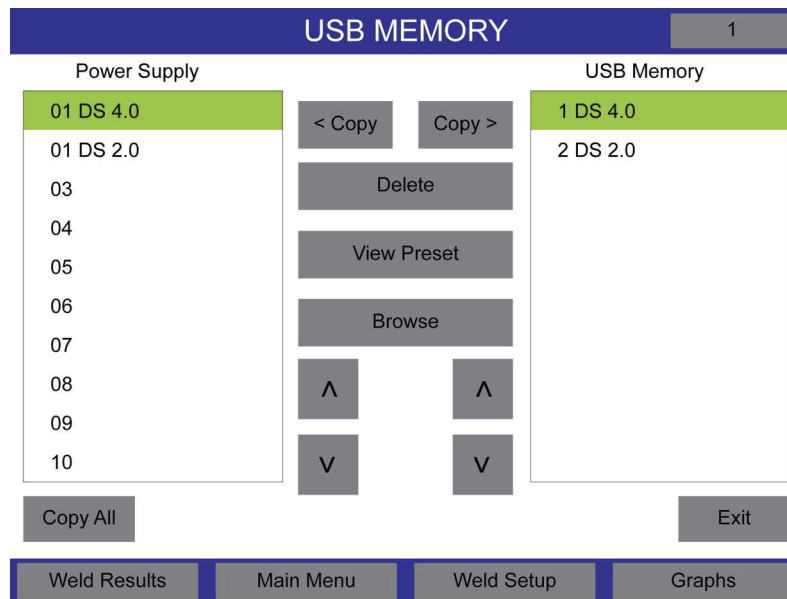 USB MEMORY
1
Power Supply
USB Memory
01 DS 4.0
01 DS 2.0
03
04
05
06
07
08
09
10
< Copy
Copy >
Delete
View Preset
Browse
Λ
Λ
V
V
1 DS 4.0
2 DS 2.0
Copy All
Exit
Weld Results
Main Menu
Weld Setup
Graphs